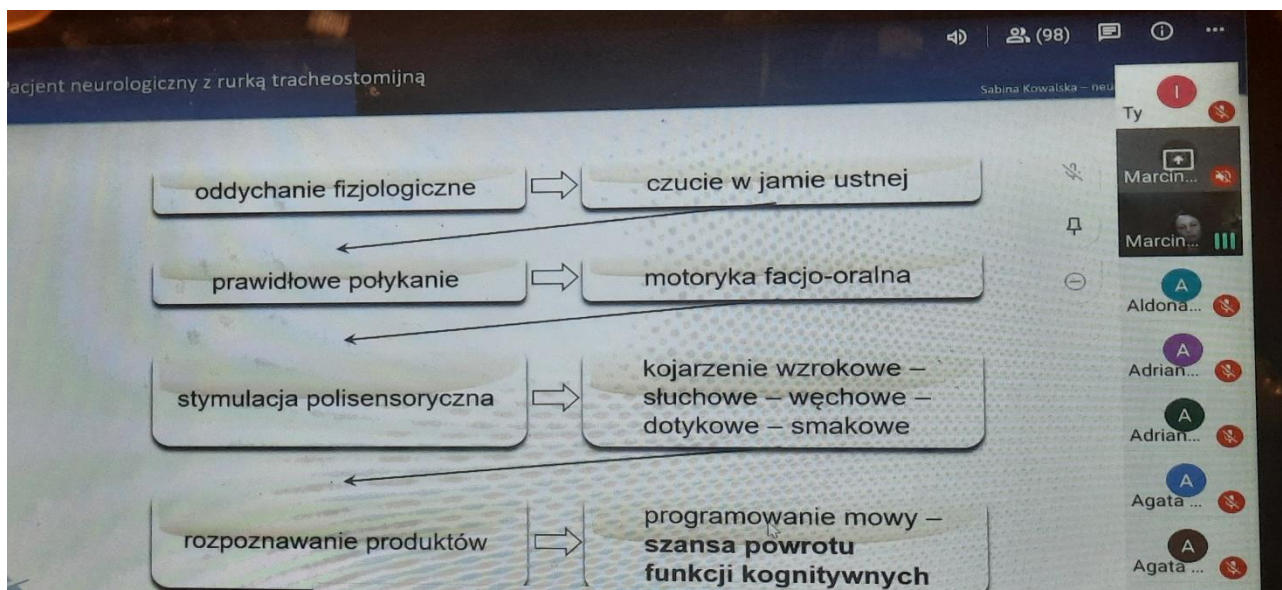 (98)
acjent neurologiczny z rurką tracheostomijną
Sabina Kowalska – neu
I
Ty
oddychanie fizjologiczne
czucie w jamie ustnej
Marcin...
prawidłowe połykanie
motoryka facjo-oralna
Marcin...
A
Aldona...
stymulacja polisensoryczna
kojarzenie wzrokowe –
słuchowe – węchowe –
dotykowe – smakowe
A
Adrian...
A
Adrian...
rozpoznawanie produktów
programowanie mowy –
szansa powrotu
funkcji kognitywnych
A
Agata ...
A
Agata ...